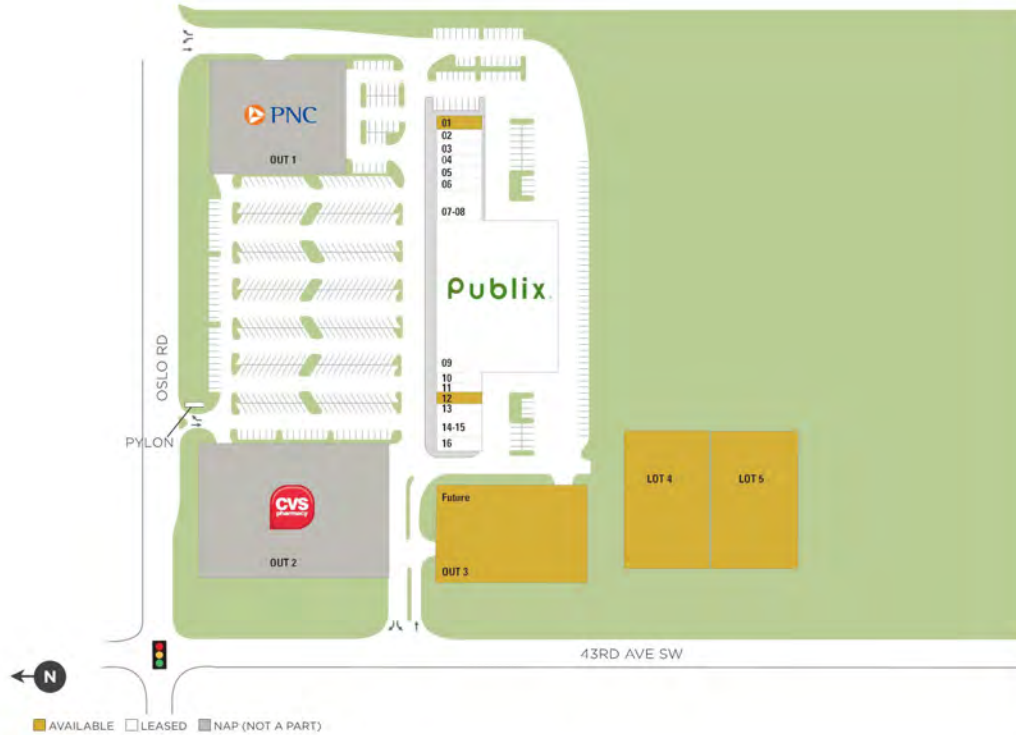 PNC
OUT 1
01
02
03
04
05
06
07-08
Publix.
OSLO RD
09
10
11
12
13
14-15
16
PYLON
CVS
pharmacy
OUT 2
Future
OUT 3
LOT 4
LOT 5
43RD AVE SW
N
AVAILABLE
LEASED
NAP (NOT A PART)